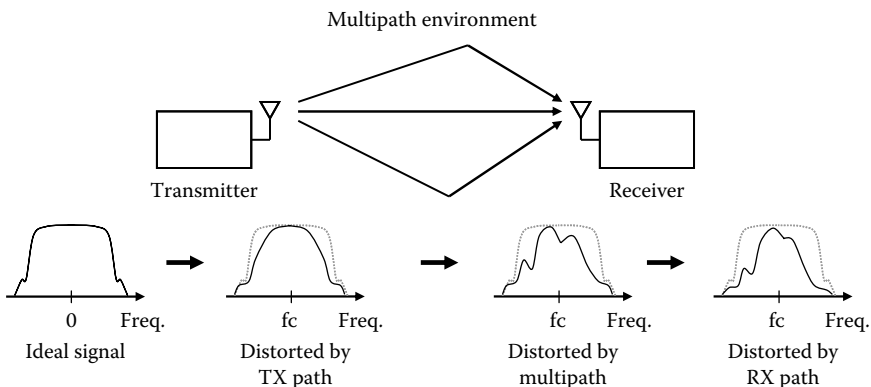 Multipath environment
Transmitter
Receiver
0 Freq.
fc Freq.
fc Freq.
fc Freq.
Ideal signal
Distorted by
TX path
Distorted by
multipath
Distorted by
RX path